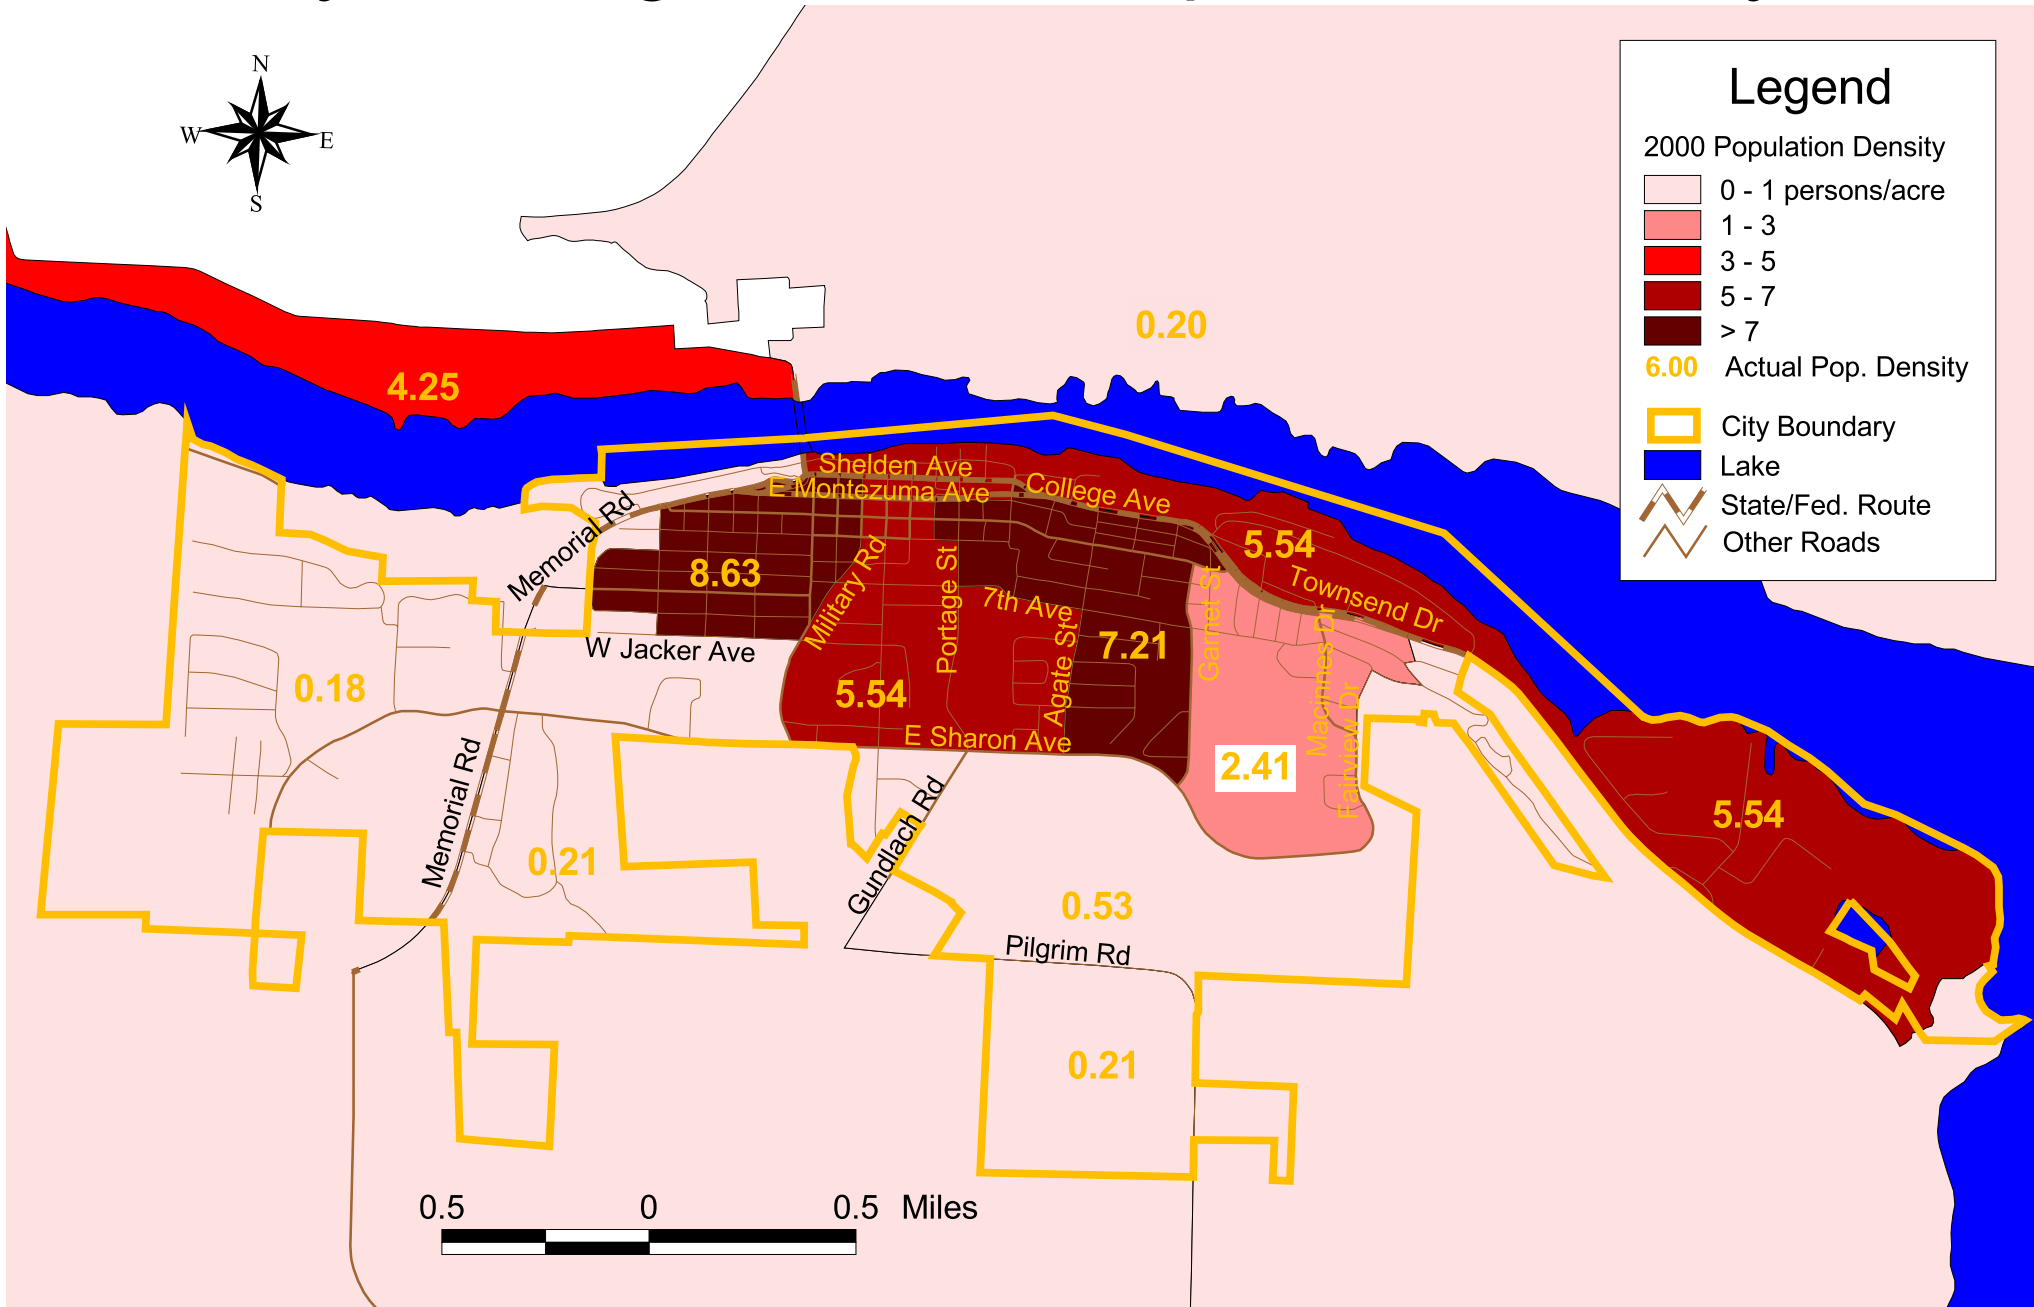 N
W
E
S
Legend
2000 Population Density
0 - 1 persons/acre
1 - 3
3 - 5
5 - 7
> 7
6.00 Actual Pop. Density
City Boundary
Lake
State/Fed. Route
Other Roads
0.20
4.25
Shelden Ave
E Montezuma Ave
College Ave
Memorial Rd
8.63
Military Rd
Portage St
7th Ave
Agate St
7.21
Garnet St
5.54
Townsend Dr
Macinnes Dr
Fairview Dr
W Jacker Ave
0.18
5.54
E Sharon Ave
2.41
5.54
Memorial Rd
0.21
Gundlach Rd
0.53
Pilgrim Rd
0.21
0.5 0 0.5 Miles